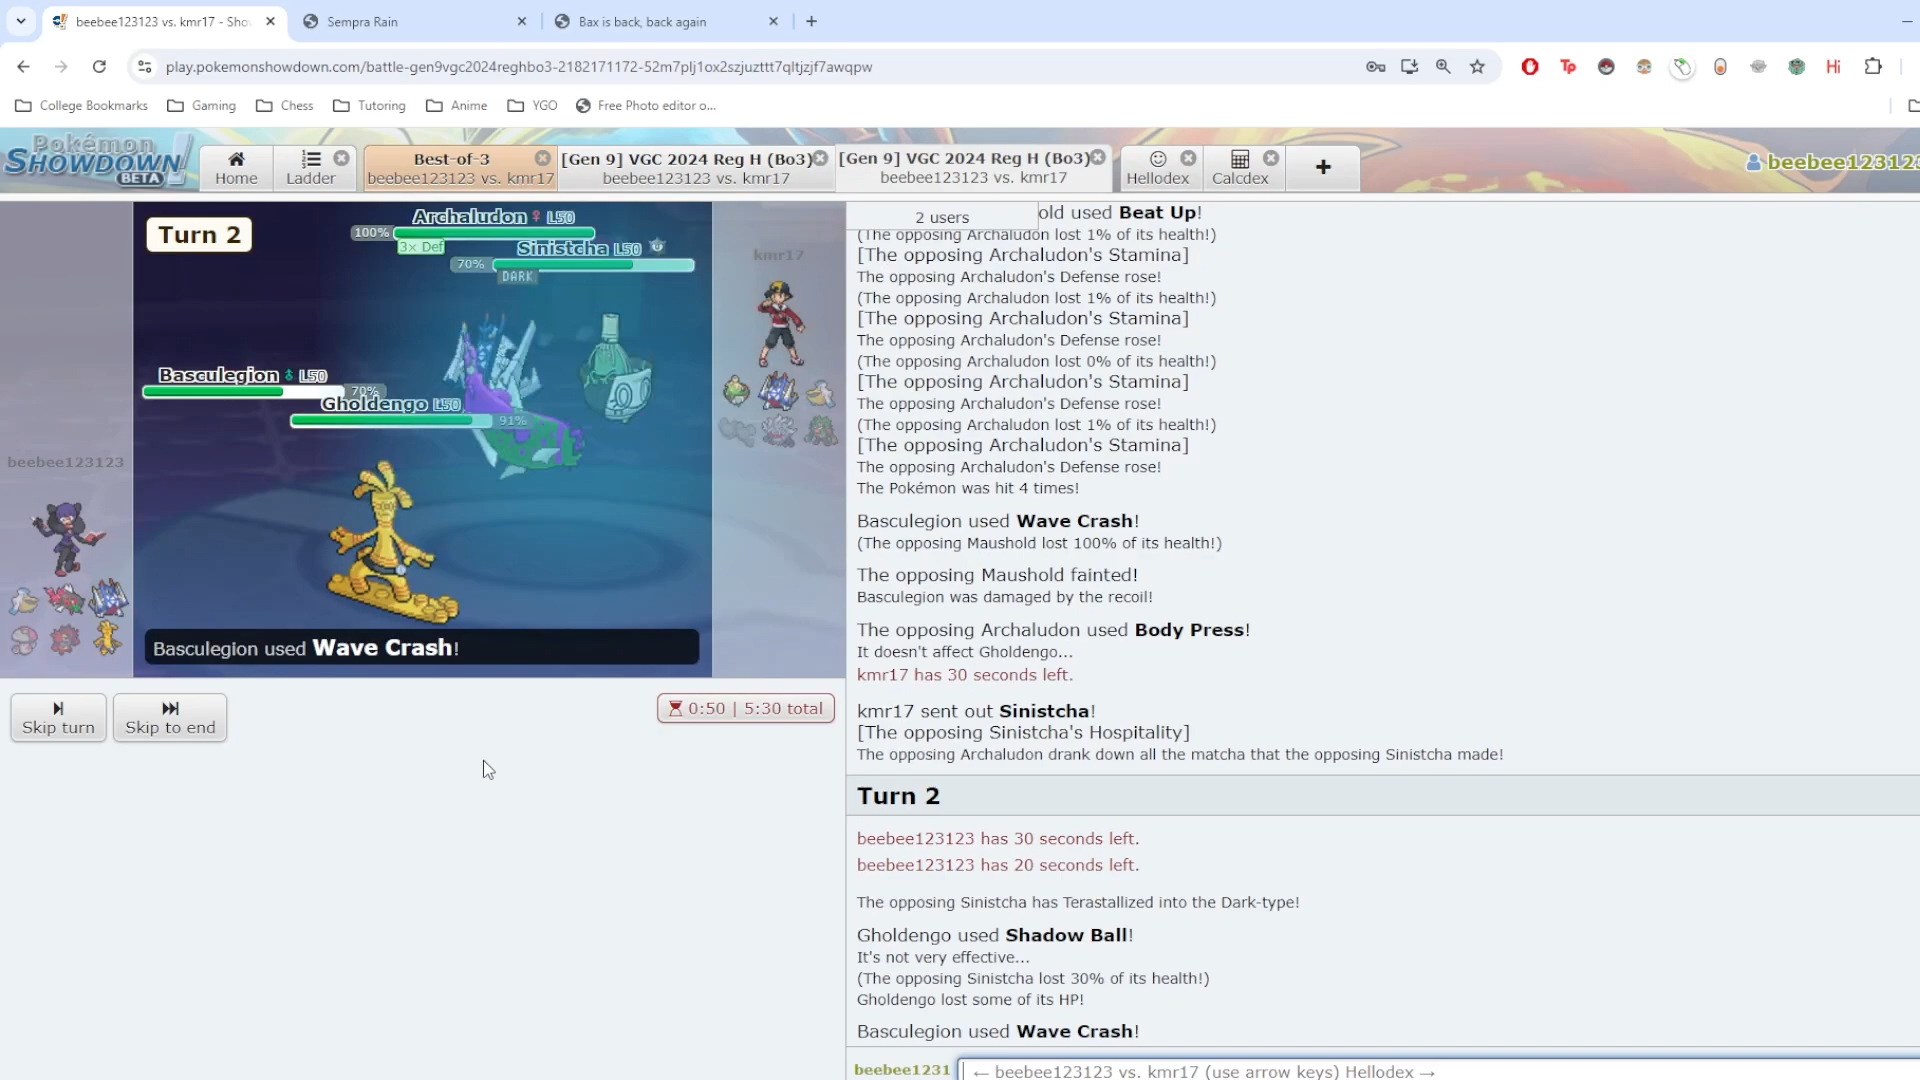 beebee123123 vs. kmr17 - Sho
Sempra Rain
Bax is back, back again
play.pokemonshowdown.com/battle-gen9vgc2024reghbo3-2182171172-52m7plj1ox2szjuzttt7qltjzjf7awqpw
College Bookmarks
Gaming
Chess
Tutoring
Anime
YGO
Free Photo editor o...
Tp
Hi
Pokémon
SHOWDOWN!
BETA
Home
Ladder
Best-of-3
beebee123123 vs. kmr17
[Gen 9] VGC 2024 Reg H (Bo3)
beebee123123 vs. kmr17
[Gen 9] VGC 2024 Reg H (Bo3)
beebee123123 vs. kmr17
Hellodex
Calcdex
beebee123123
Turn 2
Archaludon ♀ L50
100%
3× Def
Sinistcha L50
70%
DARK
kmr17
Basculegion ♂ L50
70%
Gholdengo L50
91%
beebee123123
Basculegion used Wave Crash!
Skip turn
Skip to end
0:50 | 5:30 total
2 users
old used Beat Up!
(The opposing Archaludon lost 1% of its health!)
[The opposing Archaludon's Stamina]
The opposing Archaludon's Defense rose!
(The opposing Archaludon lost 1% of its health!)
[The opposing Archaludon's Stamina]
The opposing Archaludon's Defense rose!
(The opposing Archaludon lost 0% of its health!)
[The opposing Archaludon's Stamina]
The opposing Archaludon's Defense rose!
(The opposing Archaludon lost 1% of its health!)
[The opposing Archaludon's Stamina]
The opposing Archaludon's Defense rose!
The Pokémon was hit 4 times!
Basculegion used Wave Crash!
(The opposing Maushold lost 100% of its health!)
The opposing Maushold fainted!
Basculegion was damaged by the recoil!
The opposing Archaludon used Body Press!
It doesn't affect Gholdengo...
kmr17 has 30 seconds left.
kmr17 sent out Sinistcha!
[The opposing Sinistcha's Hospitality]
The opposing Archaludon drank down all the matcha that the opposing Sinistcha made!
Turn 2
beebee123123 has 30 seconds left.
beebee123123 has 20 seconds left.
The opposing Sinistcha has Terastallized into the Dark-type!
Gholdengo used Shadow Ball!
It's not very effective...
(The opposing Sinistcha lost 30% of its health!)
Gholdengo lost some of its HP!
Basculegion used Wave Crash!
beebee1231
← beebee123123 vs. kmr17 (use arrow keys) Hellodex →